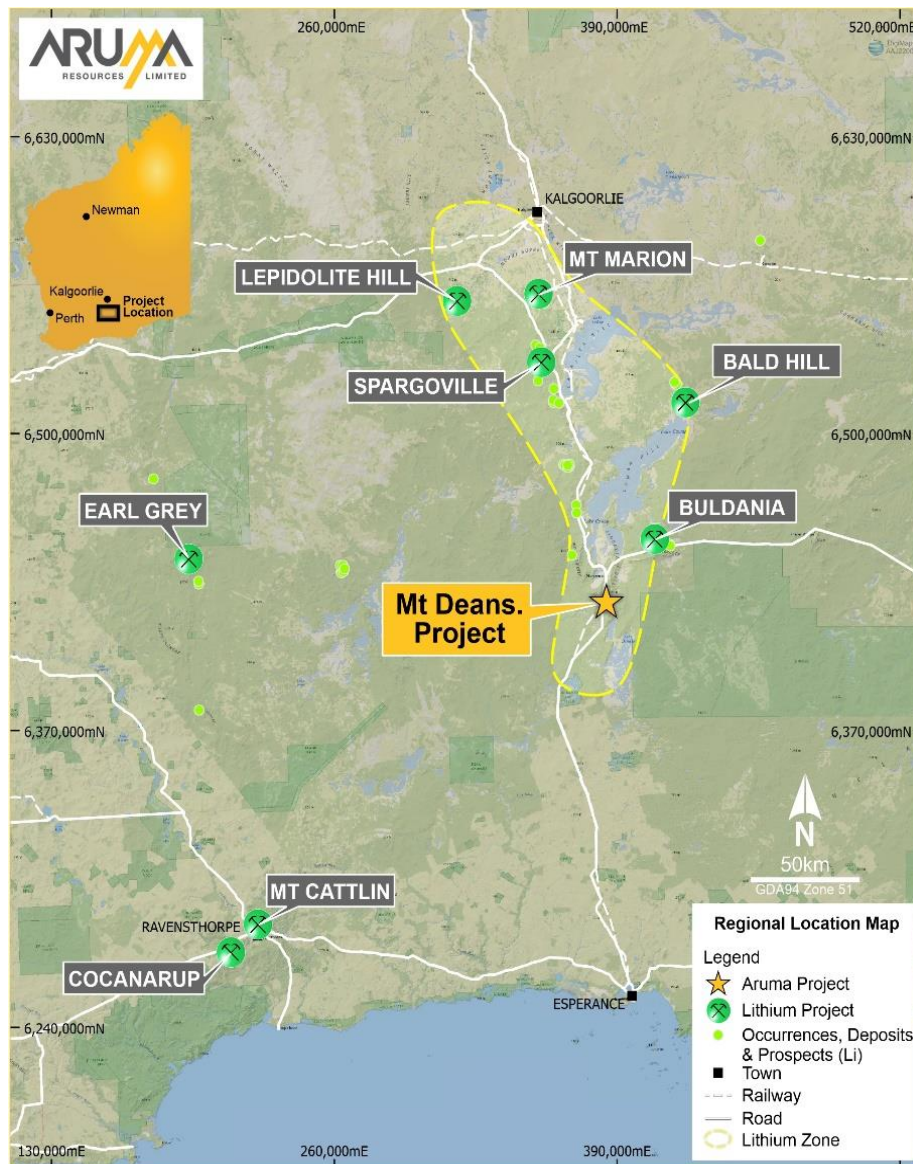 ARUMA
RESOURCES LIMITED
260,000mE
390,000mE
520,000mE
6,630,000mN
6,630,000mN
Newman
Kalgoorlie
Perth
Project
Location
KALGOORLIE
LEPIDOLITE HILL
MT MARION
SPARGOVILLE
BALD HILL
6,500,000mN
6,500,000mN
EARL GREY
BULDANIA
Mt Deans.
Project
6,370,000mN
6,370,000mN
N
50km
GDA94 Zone 51
MT CATTLIN
RAVENSTHORPE
COCANARUP
ESPERANCE
6,240,000mN
130,000mE
260,000mE
390,000mE
Regional Location Map
Legend
Aruma Project
Lithium Project
Occurrences, Deposits
& Prospects (Li)
Town
Railway
Road
Lithium Zone